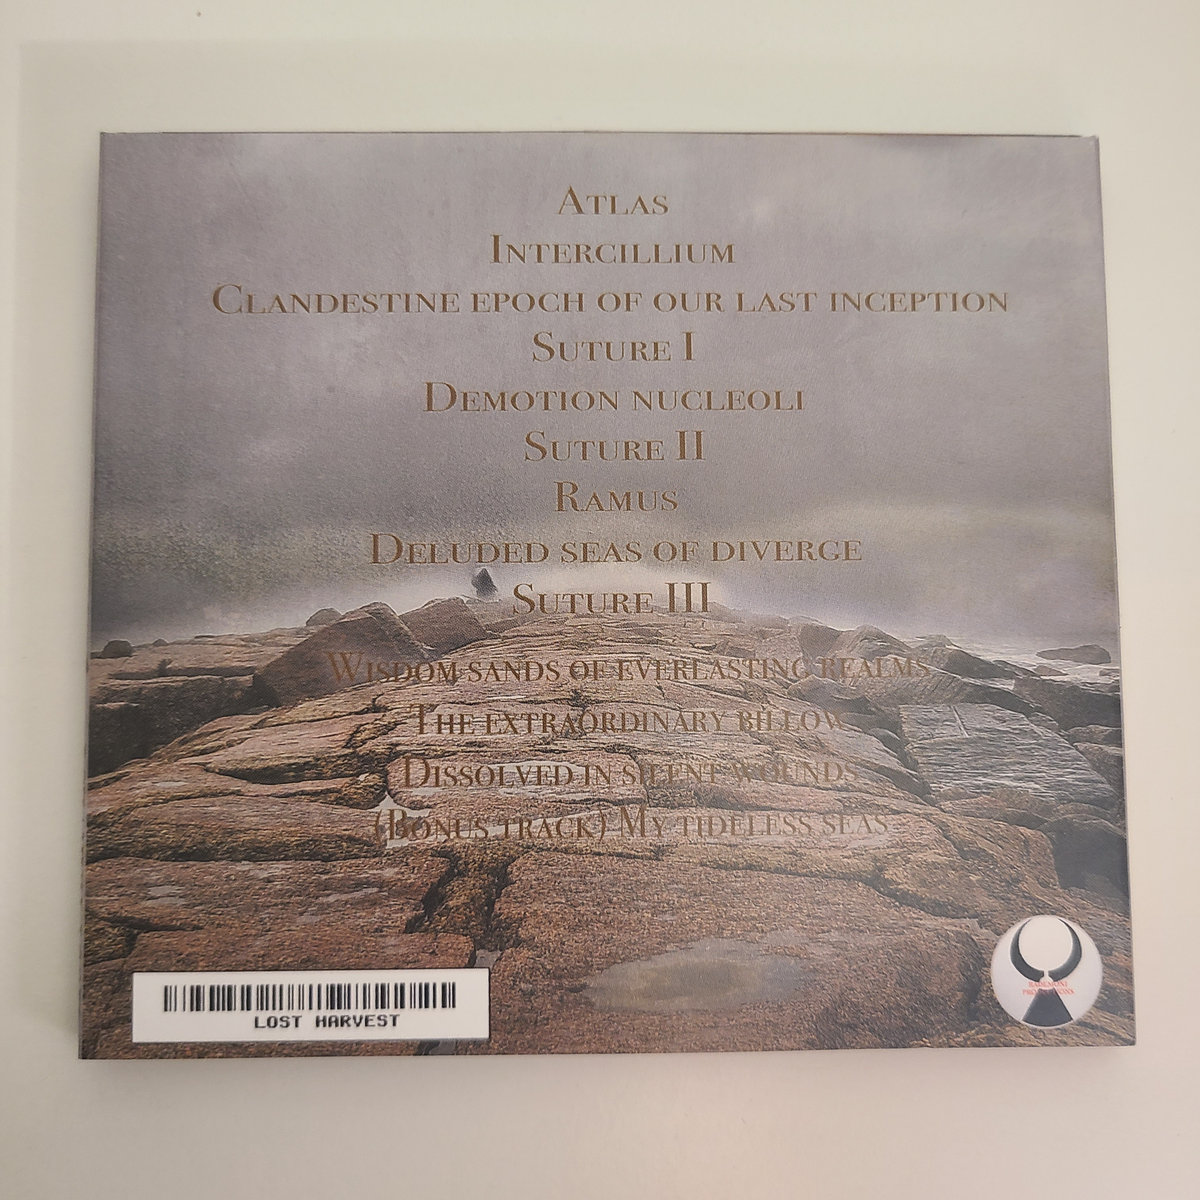 Atlas
Intercillium
Clandestine epoch of our last inception
Suture I
Demotion nucleoli
Suture II
Ramus
Deluded seas of diverge
Suture III
Wisdom sands of everlasting realms
The extraordinary billow
Dissolved in silent wounds
(Bonus track) My tideless seas
LOST HARVEST